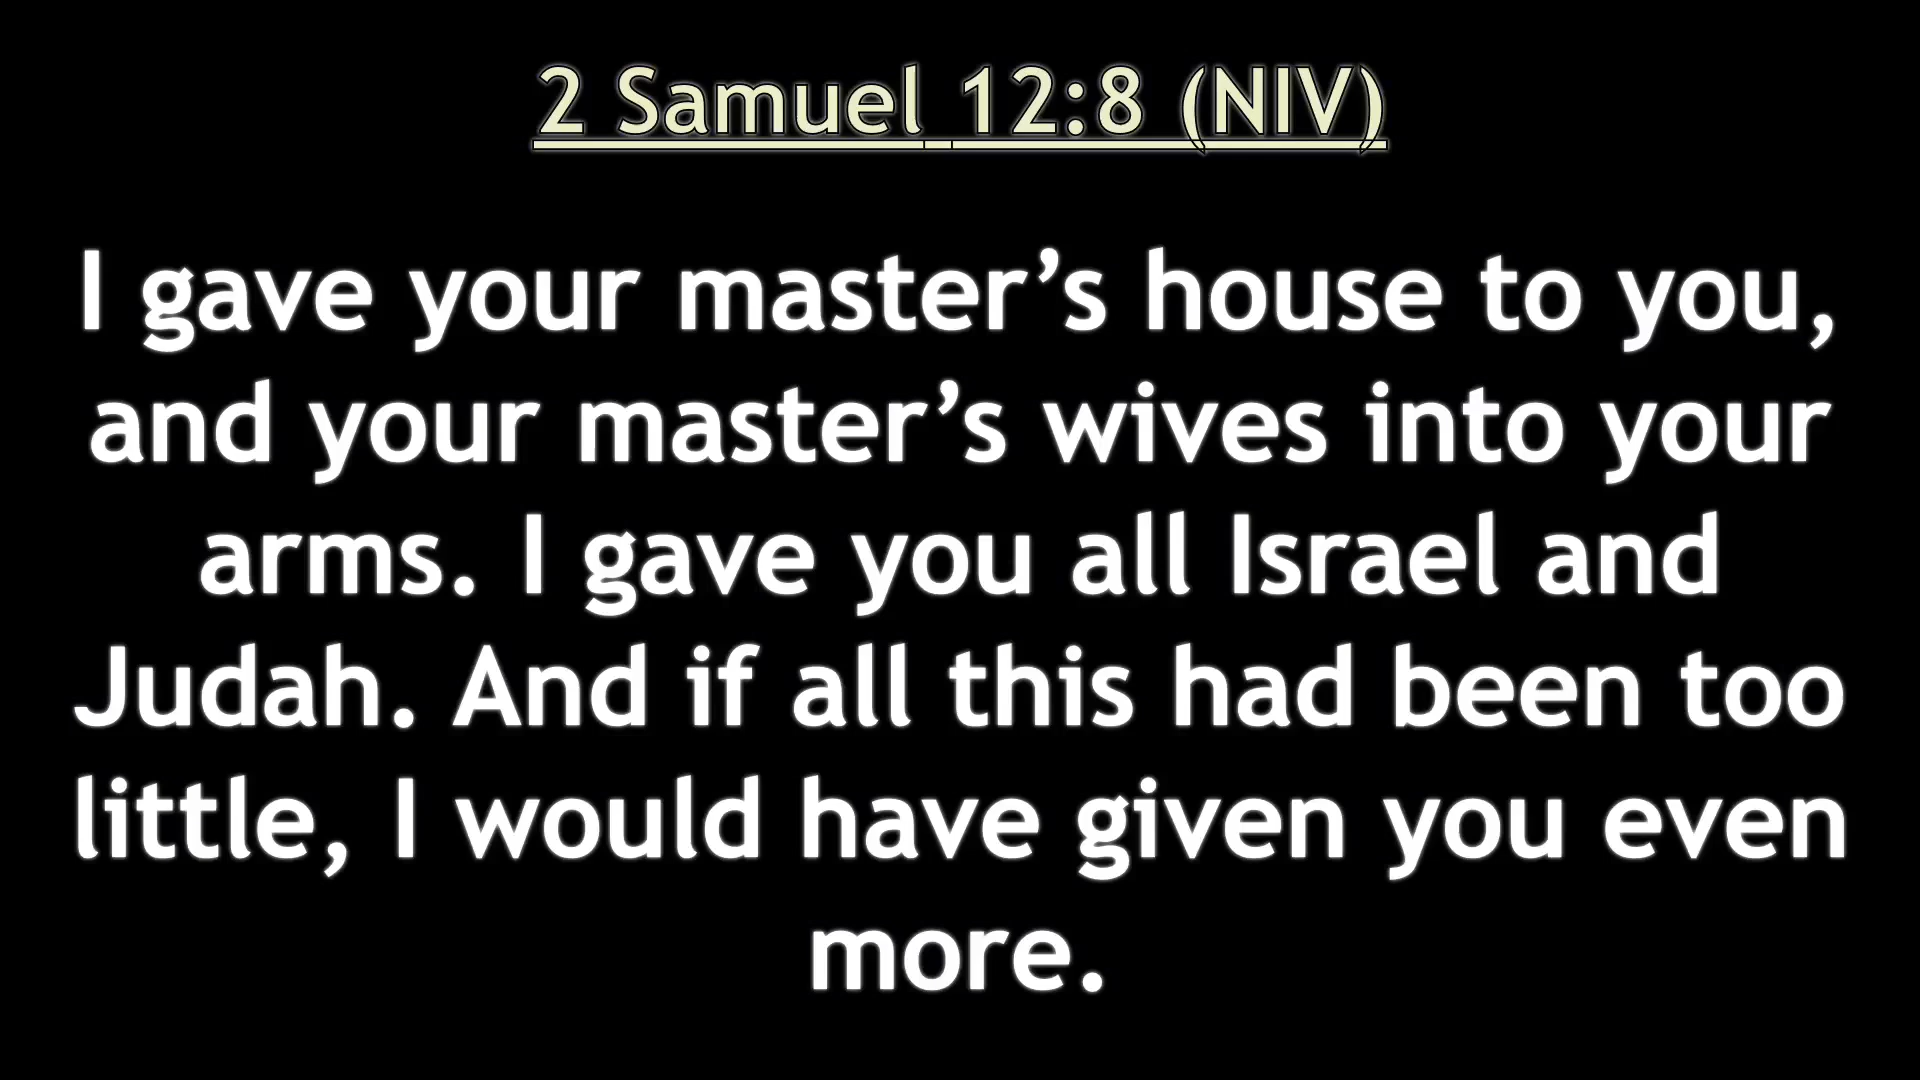 2 Samuel 12:8 (NIV)
I gave your master’s house to you,
and your master’s wives into your
arms. I gave you all Israel and
Judah. And if all this had been too
little, I would have given you even
more.